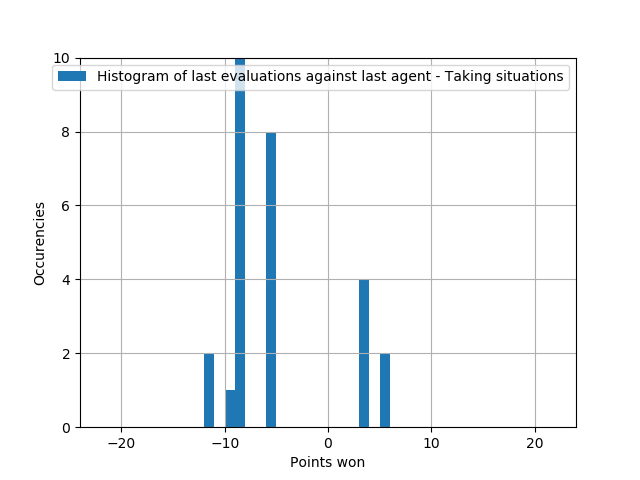 Histogram of last evaluations against last agent - Taking situations
10
8
6
4
2
0
Occurencies
−20 −10 0 10 20
Points won